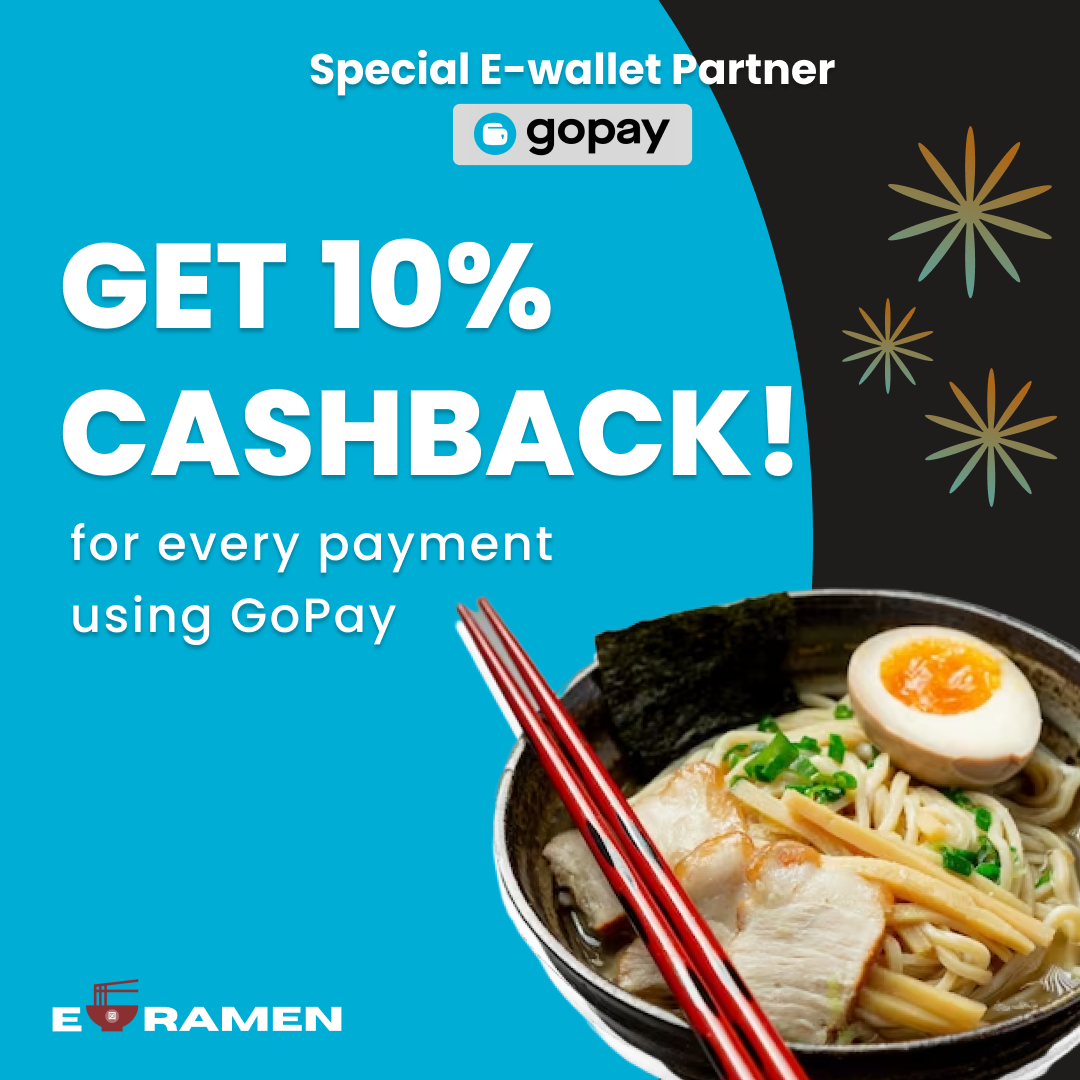 Special E-wallet Partner
gopay
GET 10%
CASHBACK!
for every payment
using GoPay
E RAMEN